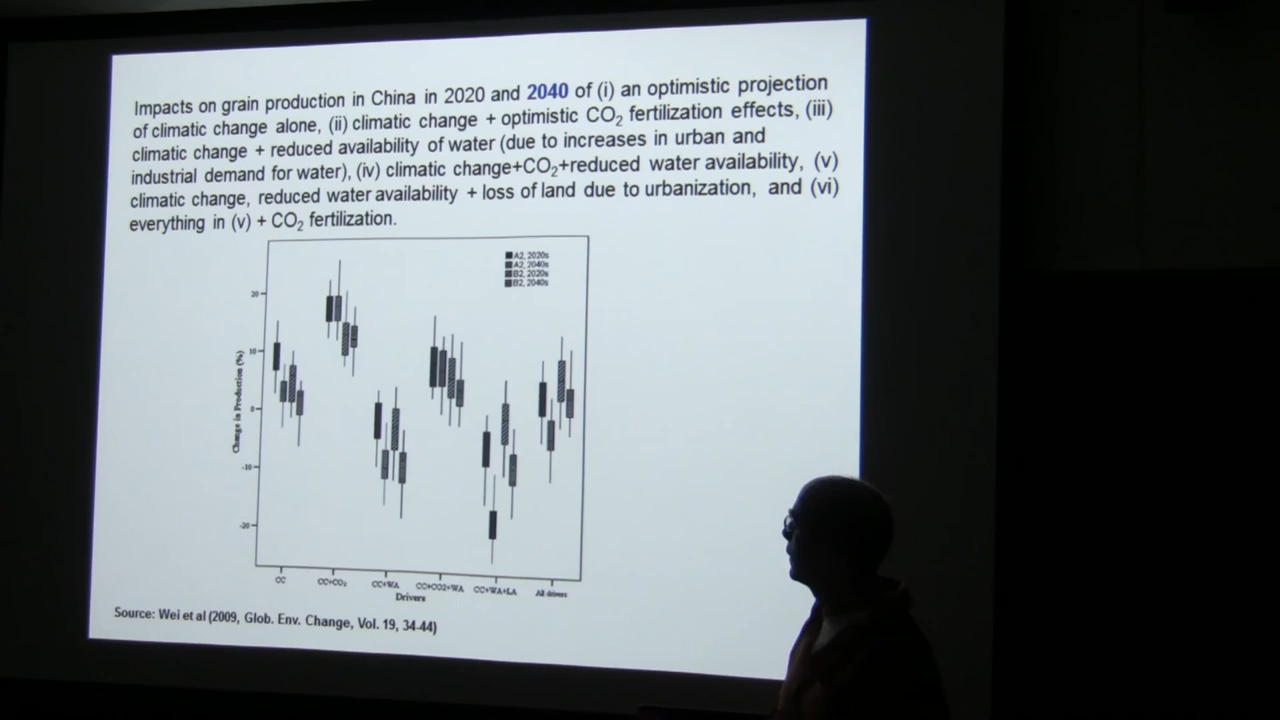 Impacts on grain production in China in 2020 and 2040 of (i) an optimistic projection
of climatic change alone, (ii) climatic change + optimistic CO₂ fertilization effects, (iii)
climatic change + reduced availability of water (due to increases in urban and
industrial demand for water), (iv) climatic change+CO₂+reduced water availability, (v)
climatic change, reduced water availability + loss of land due to urbanization, and (vi)
everything in (v) + CO₂ fertilization.
A2, 2020s
A2, 2040s
B2, 2020s
B2, 2040s
Change in Production (%)
20
10
0
-10
-20
CC
CC+CO₂
CC+WA
CC+CO2+WA
CC+WA+LA
All drivers
Drivers
Source: Wei et al (2009, Glob. Env. Change, Vol. 19, 34-44)